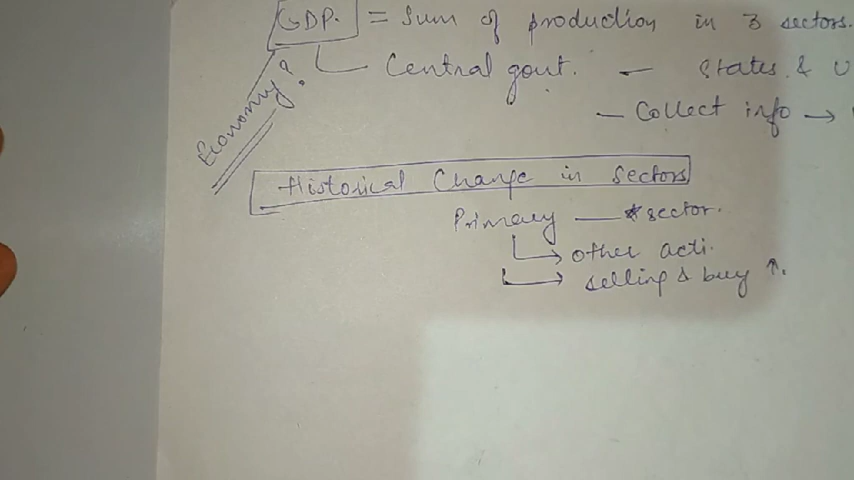 GDP. = Sum of production in 3 sectors.
Central govt. — States &
Economy?
— Collect info →
Historical Change in Sectors
Primary — * sector.
↳ other acti.
↳ selling & buy ↑.